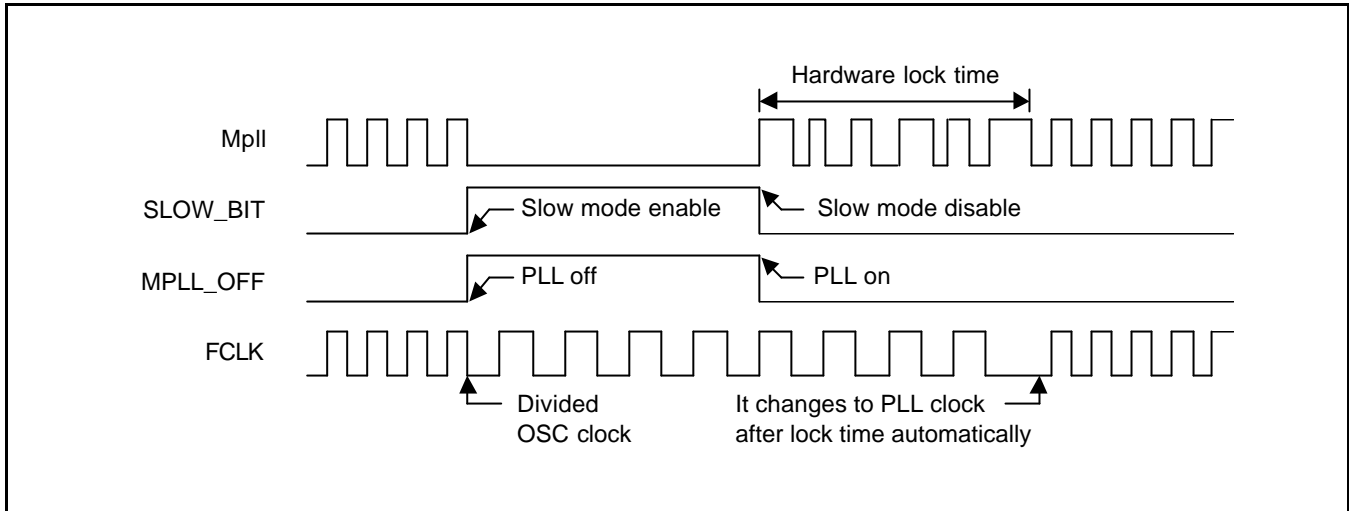 Hardware lock time
Mpll
SLOW_BIT
Slow mode enable
Slow mode disable
MPLL_OFF
PLL off
PLL on
FCLK
Divided
OSC clock
It changes to PLL clock
after lock time automatically